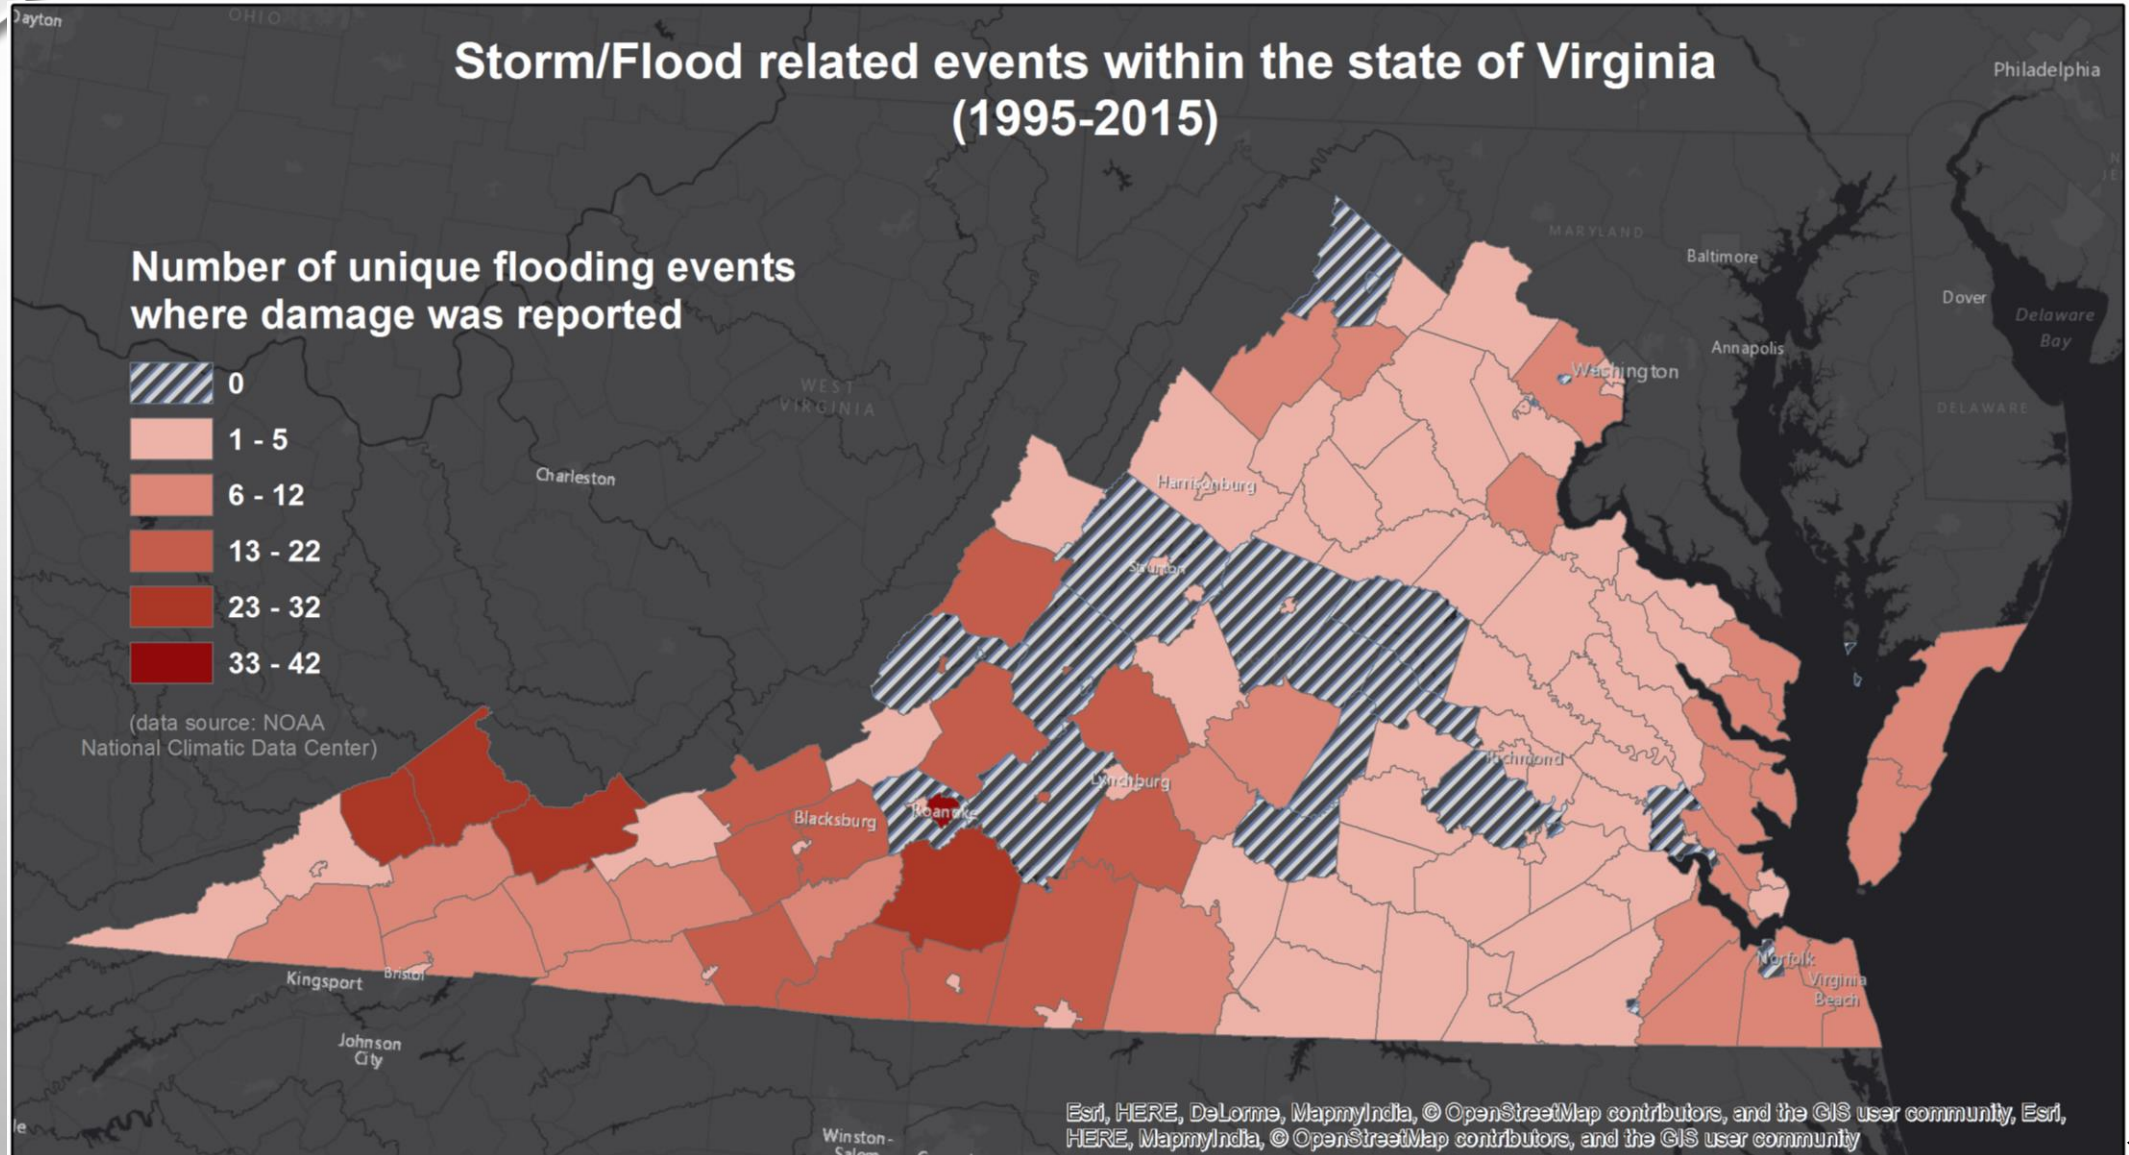 Dayton
OHIO
Storm/Flood related events within the state of Virginia
(1995-2015)
Philadelphia
MARYLAND
Baltimore
Number of unique flooding events
where damage was reported
Dover
Delaware
Bay
Annapolis
Washington
0
WEST
VIRGINIA
DELAWARE
1 - 5
Charleston
Harrisonburg
6 - 12
13 - 22
Staunton
23 - 32
33 - 42
(data source: NOAA
National Climatic Data Center)
Richmond
Lynchburg
Roanoke
Blacksburg
Norfolk
Bristol
Kingsport
Virginia
Beach
Johnson
City
Esri, HERE, DeLorme, MapmyIndia, © OpenStreetMap contributors, and the GIS user community, Esri,
HERE, MapmyIndia, © OpenStreetMap contributors, and the GIS user community
Winston-
Salem